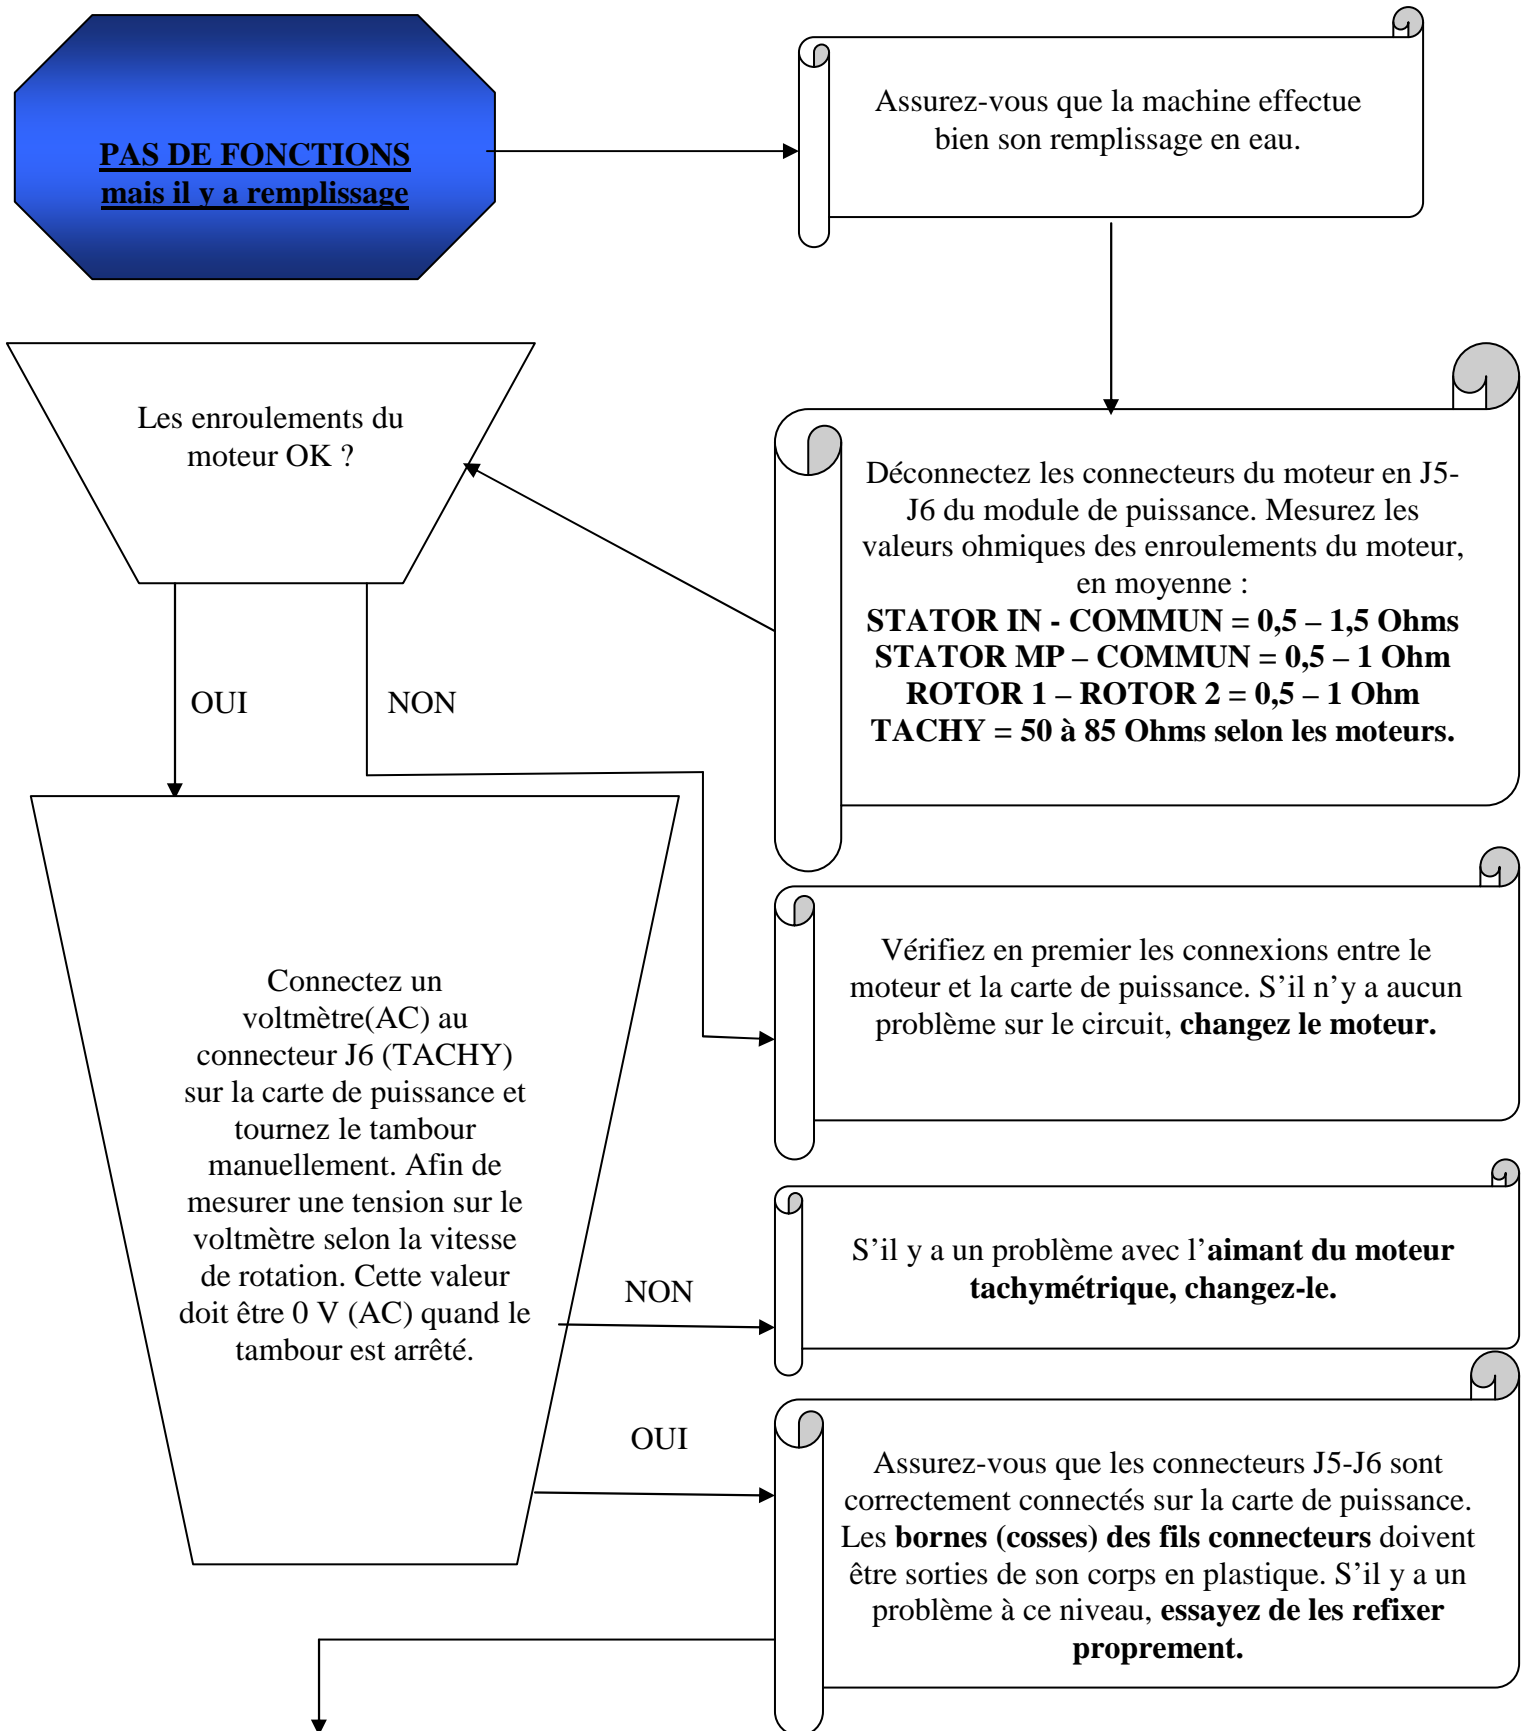 PAS DE FONCTIONS
mais il y a remplissage
Assurez-vous que la machine effectue
bien son remplissage en eau.
Les enroulements du
moteur OK ?
Déconnectez les connecteurs du moteur en J5-
J6 du module de puissance. Mesurez les
valeurs ohmiques des enroulements du moteur,
en moyenne :
STATOR IN - COMMUN = 0,5 – 1,5 Ohms
STATOR MP – COMMUN = 0,5 – 1 Ohm
ROTOR 1 – ROTOR 2 = 0,5 – 1 Ohm
TACHY = 50 à 85 Ohms selon les moteurs.
OUI
NON
Vérifiez en premier les connexions entre le
moteur et la carte de puissance. S’il n’y a aucun
problème sur le circuit, changez le moteur.
Connectez un
voltmètre(AC) au
connecteur J6 (TACHY)
sur la carte de puissance et
tournez le tambour
manuellement. Afin de
mesurer une tension sur le
voltmètre selon la vitesse
de rotation. Cette valeur
doit être 0 V (AC) quand le
tambour est arrêté.
NON
S’il y a un problème avec l’aimant du moteur
tachymétrique, changez-le.
OUI
Assurez-vous que les connecteurs J5-J6 sont
correctement connectés sur la carte de puissance.
Les bornes (cosses) des fils connecteurs doivent
être sorties de son corps en plastique. S’il y a un
problème à ce niveau, essayez de les refixer
proprement.